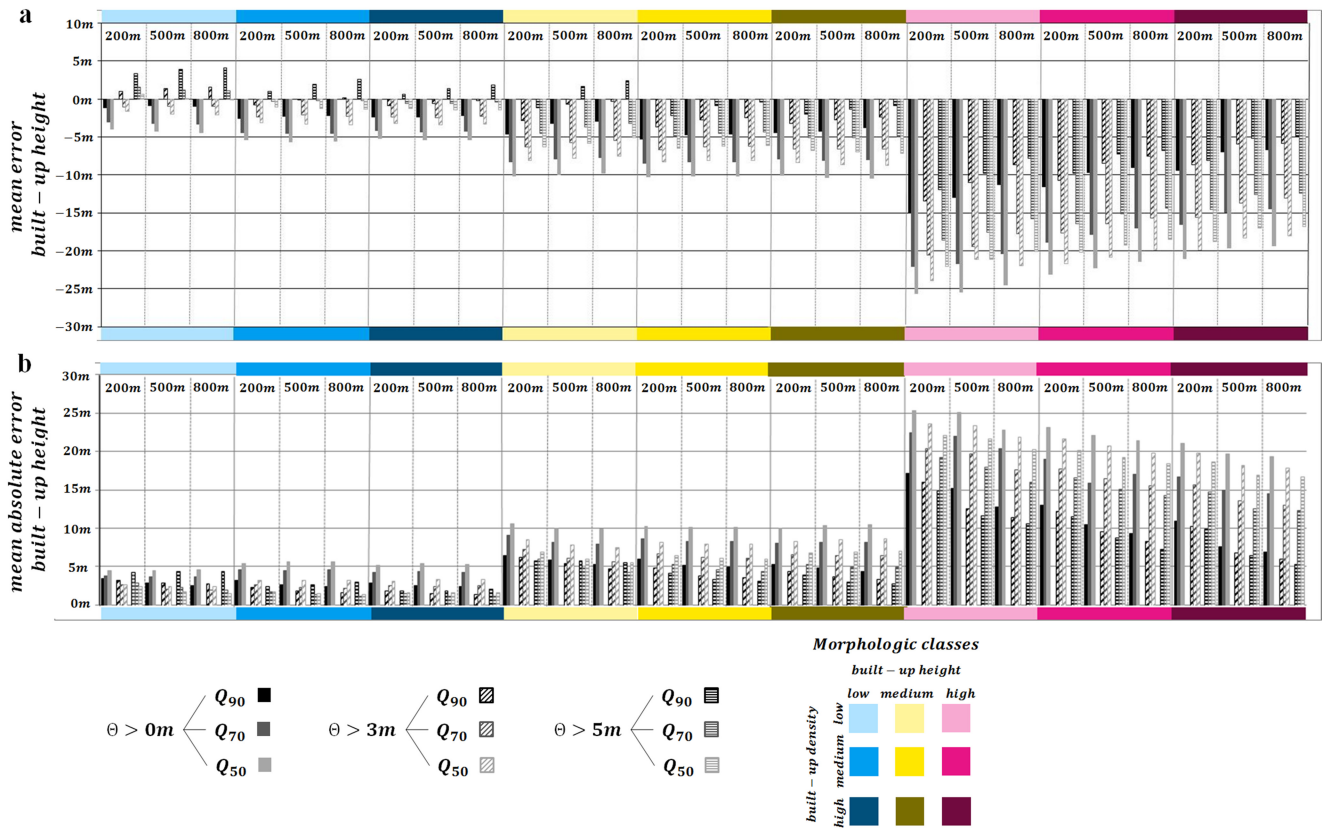 a
mean error
built−up height
10m
5m
0m
−5m
−10m
−15m
−20m
−25m
−30m
200m 500m 800m 200m 500m 800m 200m 500m 800m 200m 500m 800m 200m 500m 800m 200m 500m 800m 200m 500m 800m 200m 500m 800m 200m 500m 800m
b
mean absolute error
built−up height
30m
25m
20m
15m
10m
5m
0m
200m 500m 800m 200m 500m 800m 200m 500m 800m 200m 500m 800m 200m 500m 800m 200m 500m 800m 200m 500m 800m 200m 500m 800m 200m 500m 800m
Θ > 0m
Q90
Q70
Q50
Θ > 3m
Q90
Q70
Q50
Θ > 5m
Q90
Q70
Q50
Morphologic classes
built−up height
low medium high
built−up density
low
medium
high